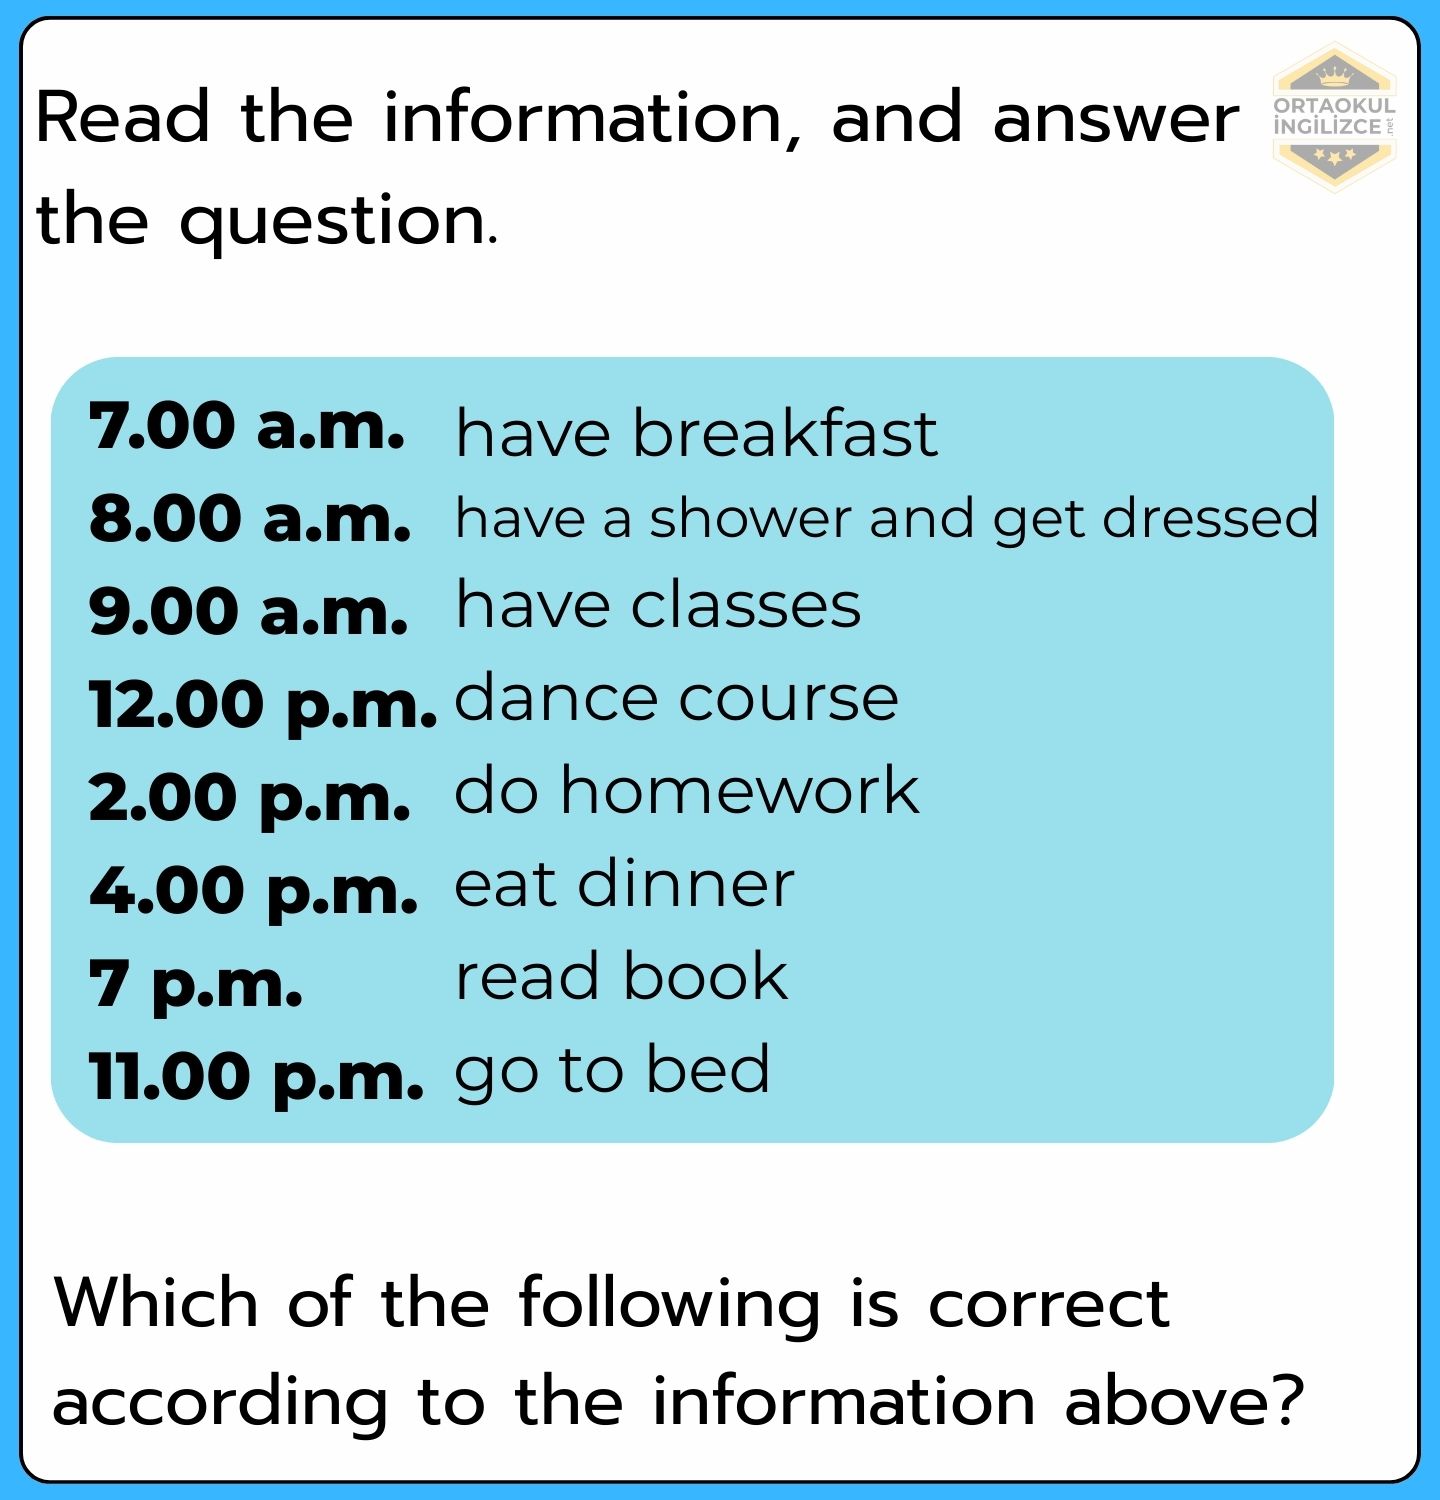 Read the information, and answer
the question.
ORTAOKUL
İNGİLİZCE .net
7.00 a.m. have breakfast
8.00 a.m. have a shower and get dressed
9.00 a.m. have classes
12.00 p.m. dance course
2.00 p.m. do homework
4.00 p.m. eat dinner
7 p.m. read book
11.00 p.m. go to bed
Which of the following is correct
according to the information above?